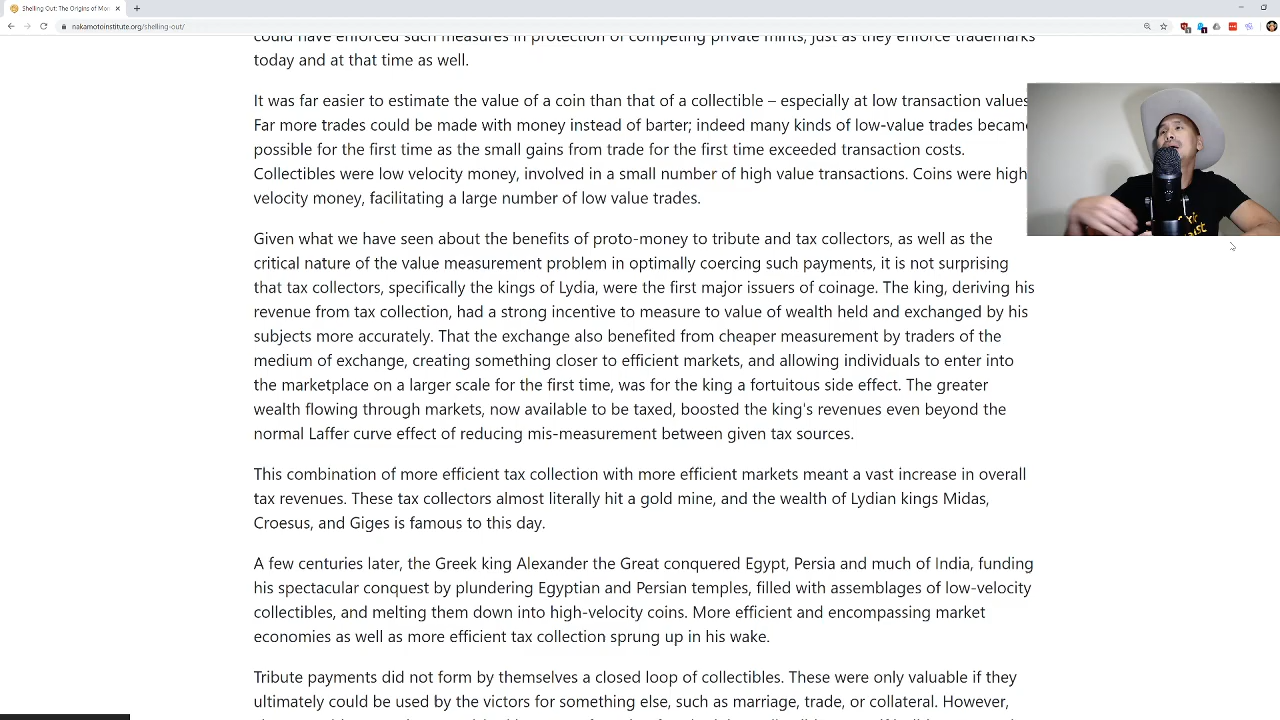 Shelling Out: The Origins of Mon
nakamotoinstitute.org/shelling-out/
could have enforced such measures in protection of competing private mints, just as they enforce trademarks
today and at that time as well.
It was far easier to estimate the value of a coin than that of a collectible – especially at low transaction values
Far more trades could be made with money instead of barter; indeed many kinds of low-value trades became
possible for the first time as the small gains from trade for the first time exceeded transaction costs.
Collectibles were low velocity money, involved in a small number of high value transactions. Coins were high
velocity money, facilitating a large number of low value trades.
Given what we have seen about the benefits of proto-money to tribute and tax collectors, as well as the
critical nature of the value measurement problem in optimally coercing such payments, it is not surprising
that tax collectors, specifically the kings of Lydia, were the first major issuers of coinage. The king, deriving his
revenue from tax collection, had a strong incentive to measure to value of wealth held and exchanged by his
subjects more accurately. That the exchange also benefited from cheaper measurement by traders of the
medium of exchange, creating something closer to efficient markets, and allowing individuals to enter into
the marketplace on a larger scale for the first time, was for the king a fortuitous side effect. The greater
wealth flowing through markets, now available to be taxed, boosted the king's revenues even beyond the
normal Laffer curve effect of reducing mis-measurement between given tax sources.
This combination of more efficient tax collection with more efficient markets meant a vast increase in overall
tax revenues. These tax collectors almost literally hit a gold mine, and the wealth of Lydian kings Midas,
Croesus, and Giges is famous to this day.
A few centuries later, the Greek king Alexander the Great conquered Egypt, Persia and much of India, funding
his spectacular conquest by plundering Egyptian and Persian temples, filled with assemblages of low-velocity
collectibles, and melting them down into high-velocity coins. More efficient and encompassing market
economies as well as more efficient tax collection sprung up in his wake.
Tribute payments did not form by themselves a closed loop of collectibles. These were only valuable if they
ultimately could be used by the victors for something else, such as marriage, trade, or collateral. However,